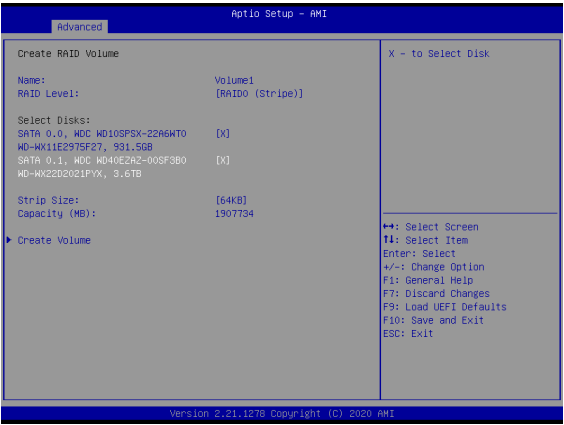 Aptio Setup - AMI
Advanced
Create RAID Volume
Name: Volume1
RAID Level: [RAID0 (Stripe)]
Select Disks:
SATA 0.0, WDC WD10SPSX-22A6WT0 [X]
WD-WX11E2975F27, 931.5GB
SATA 0.1, WDC WD40EZAZ-00SF3B0 [X]
WD-WX22D2021PYX, 3.6TB
Strip Size: [64KB]
Capacity (MB): 1907734
Create Volume
X - to Select Disk
↔: Select Screen
↑↓: Select Item
Enter: Select
+/-: Change Option
F1: General Help
F7: Discard Changes
F9: Load UEFI Defaults
F10: Save and Exit
ESC: Exit
Version 2.21.1278 Copyright (C) 2020 AMI